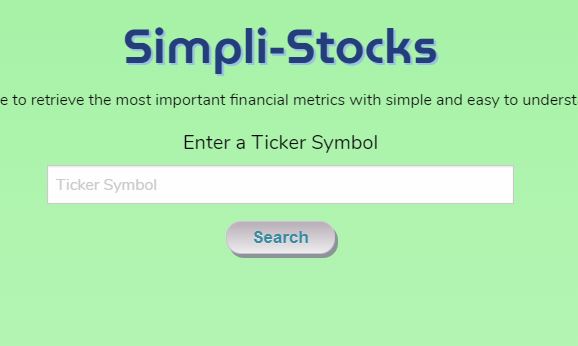 Simpli-Stocks
to retrieve the most important financial metrics with simple and easy to
Enter a Ticker Symbol
Ticker Symbol
Search